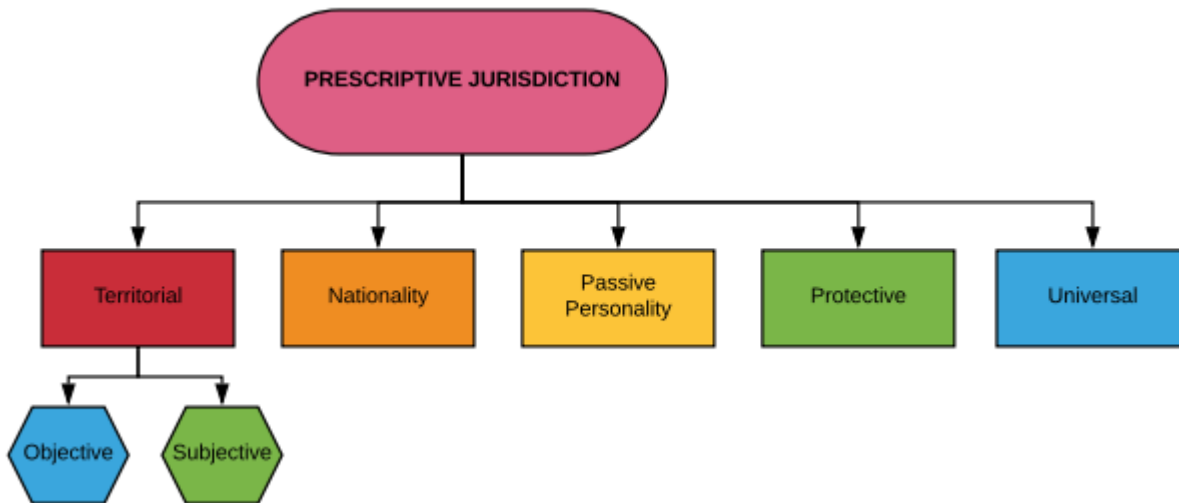 PRESCRIPTIVE JURISDICTION
Territorial
Nationality
Passive
Personality
Protective
Universal
Objective
Subjective